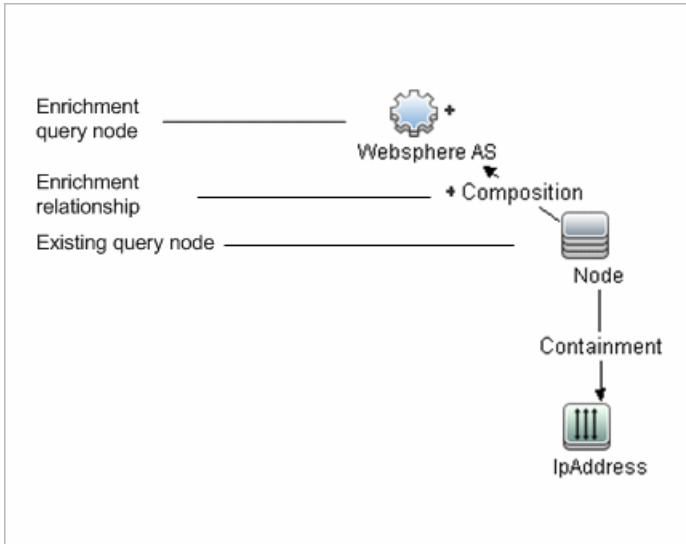 Enrichment
query node
+
Websphere AS
Enrichment
relationship
+ Composition
Existing query node
Node
Containment
IpAddress